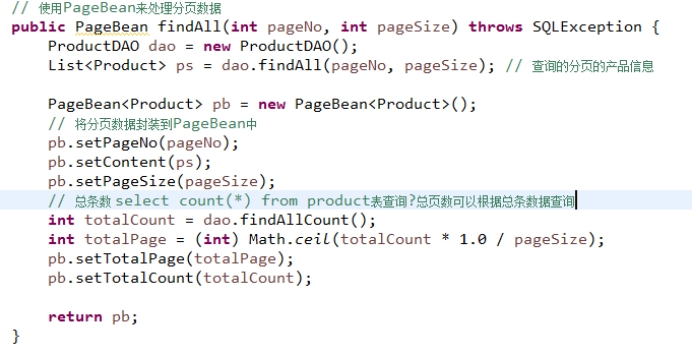 // 使用PageBean来处理分页数据
public PageBean findAll(int pageNo, int pageSize) throws SQLException {
    ProductDAO dao = new ProductDAO();
    List<Product> ps = dao.findAll(pageNo, pageSize); // 查询的分页的产品信息

    PageBean<Product> pb = new PageBean<Product>();
    // 将分页数据封装到PageBean中
    pb.setPageNo(pageNo);
    pb.setContent(ps);
    pb.setPageSize(pageSize);
    // 总条数 select count(*) from product表查询?总页数可以根据总条数据查询
    int totalCount = dao.findAllCount();
    int totalPage = (int) Math.ceil(totalCount * 1.0 / pageSize);
    pb.setTotalPage(totalPage);
    pb.setTotalCount(totalCount);

    return pb;
}